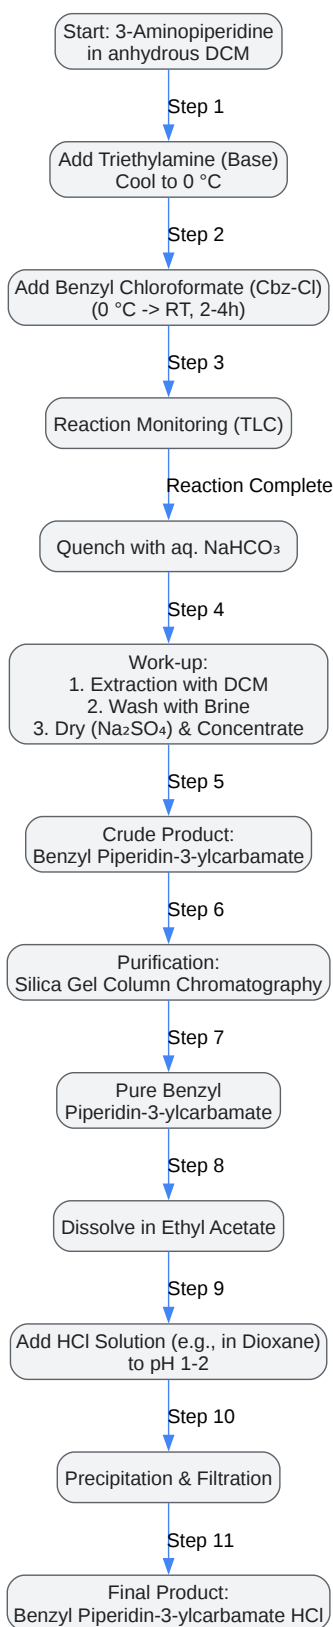 Start: 3-Aminopiperidine
in anhydrous DCM
Step 1
Add Triethylamine (Base)
Cool to 0 °C
Step 2
Add Benzyl Chloroformate (Cbz-Cl)
(0 °C -> RT, 2-4h)
Step 3
Reaction Monitoring (TLC)
Reaction Complete
Quench with aq. NaHCO₃
Step 4
Work-up:
1. Extraction with DCM
2. Wash with Brine
3. Dry (Na₂SO₄) & Concentrate
Step 5
Crude Product:
Benzyl Piperidin-3-ylcarbamate
Step 6
Purification:
Silica Gel Column Chromatography
Step 7
Pure Benzyl
Piperidin-3-ylcarbamate
Step 8
Dissolve in Ethyl Acetate
Step 9
Add HCl Solution (e.g., in Dioxane)
to pH 1-2
Step 10
Precipitation & Filtration
Step 11
Final Product:
Benzyl Piperidin-3-ylcarbamate HCl